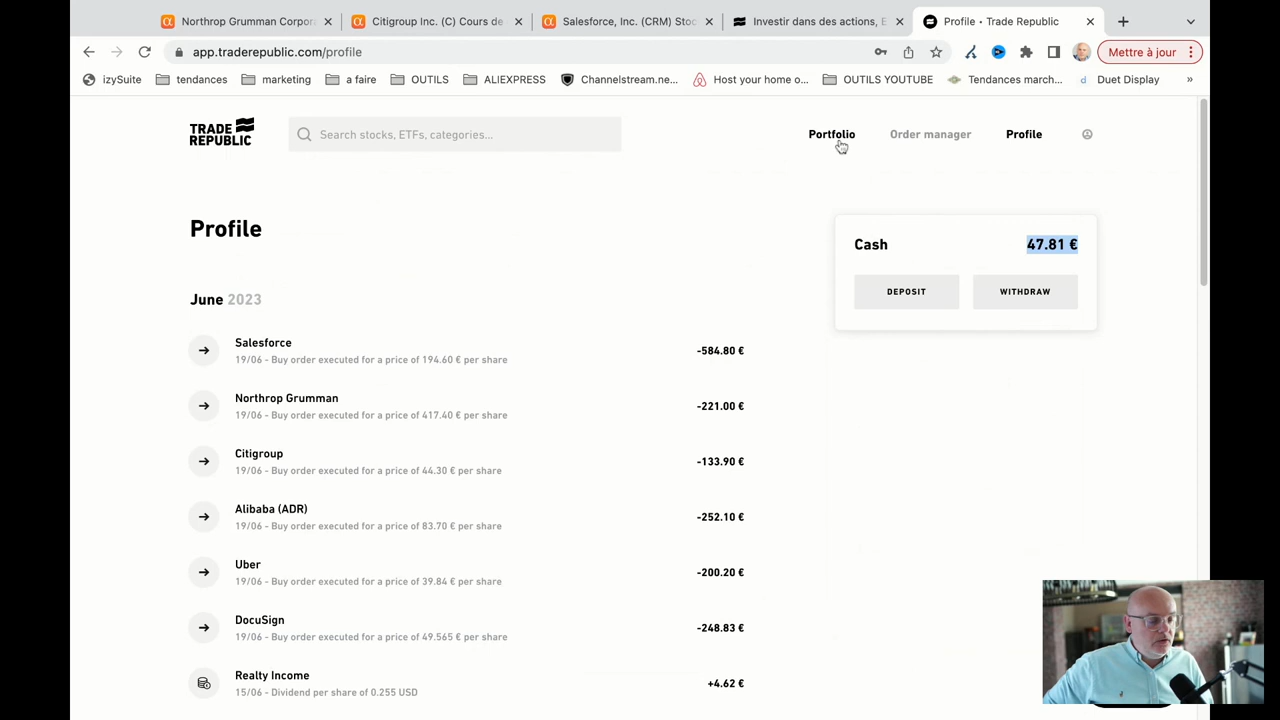 Northrop Grumman Corpora
Citigroup Inc. (C) Cours de
Salesforce, Inc. (CRM) Stoc
Investir dans des actions, E
Profile • Trade Republic
app.traderepublic.com/profile
Mettre à jour
izySuite
tendances
marketing
a faire
OUTILS
ALIEXPRESS
Channelstream.ne...
Host your home o...
OUTILS YOUTUBE
Tendances march...
Duet Display
»
TRADE
REPUBLIC
Search stocks, ETFs, categories...
Portfolio
Order manager
Profile
Profile
Cash
47.81 €
DEPOSIT
WITHDRAW
June 2023
Salesforce
19/06 - Buy order executed for a price of 194.60 € per share
-584.80 €
Northrop Grumman
19/06 - Buy order executed for a price of 417.40 € per share
-221.00 €
Citigroup
19/06 - Buy order executed for a price of 44.30 € per share
-133.90 €
Alibaba (ADR)
19/06 - Buy order executed for a price of 83.70 € per share
-252.10 €
Uber
19/06 - Buy order executed for a price of 39.84 € per share
-200.20 €
DocuSign
19/06 - Buy order executed for a price of 49.565 € per share
-248.83 €
Realty Income
15/06 - Dividend per share of 0.255 USD
+4.62 €